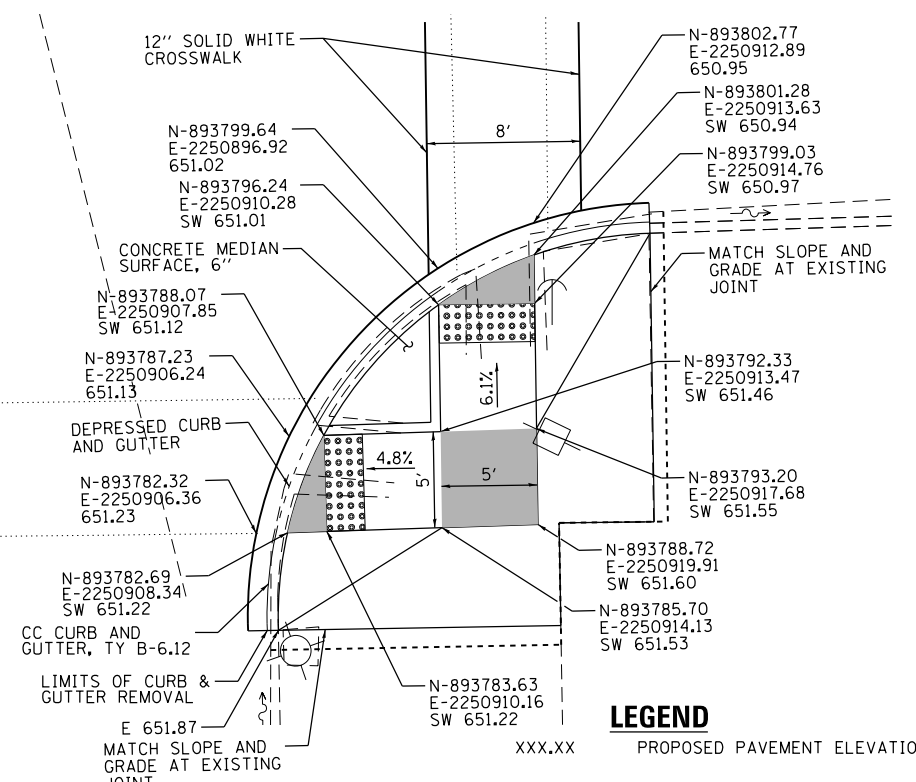 12'' SOLID WHITE
CROSSWALK
N-893802.77
E-2250912.89
650.95
N-893801.28
E-2250913.63
SW 650.94
N-893799.64
E-2250896.92
651.02
8'
N-893799.03
E-2250914.76
SW 650.97
N-893796.24
E-2250910.28
SW 651.01
CONCRETE MEDIAN
SURFACE, 6''
MATCH SLOPE AND
GRADE AT EXISTING
JOINT
N-893788.07
E-2250907.85
SW 651.12
N-893787.23
E-2250906.24
651.13
6.1%
N-893792.33
E-2250913.47
SW 651.46
DEPRESSED CURB
AND GUTTER
4.8%
5'
5'
N-893782.32
E-2250906.36
651.23
N-893793.20
E-2250917.68
SW 651.55
N-893788.72
E-2250919.91
SW 651.60
N-893782.69
E-2250908.34
SW 651.22
N-893785.70
E-2250914.13
SW 651.53
CC CURB AND
GUTTER, TY B-6.12
LIMITS OF CURB &
GUTTER REMOVAL
N-893783.63
E-2250910.16
SW 651.22
E 651.87
MATCH SLOPE AND
GRADE AT EXISTING
JOINT
LEGEND
XXX.XX PROPOSED PAVEMENT ELEVATIO